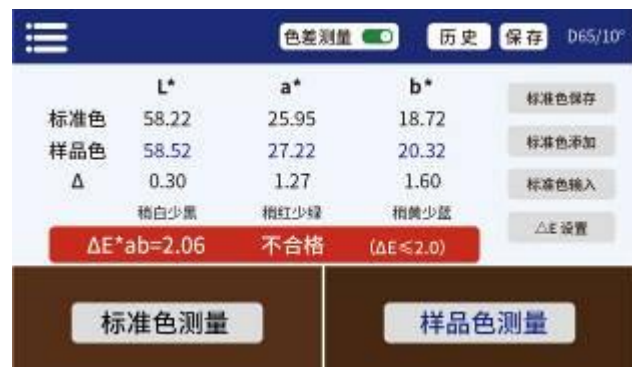 色差测量 历史 保存 D65/10°
L* a* b*
标准色 58.22 25.95 18.72
样品色 58.52 27.22 20.32
Δ 0.30 1.27 1.60
稍白少黑 稍红少绿 稍黄少蓝
ΔE*ab=2.06 不合格 (ΔE≤2.0)
标准色保存
标准色添加
标准色输入
△E 设置
标准色测量 样品色测量